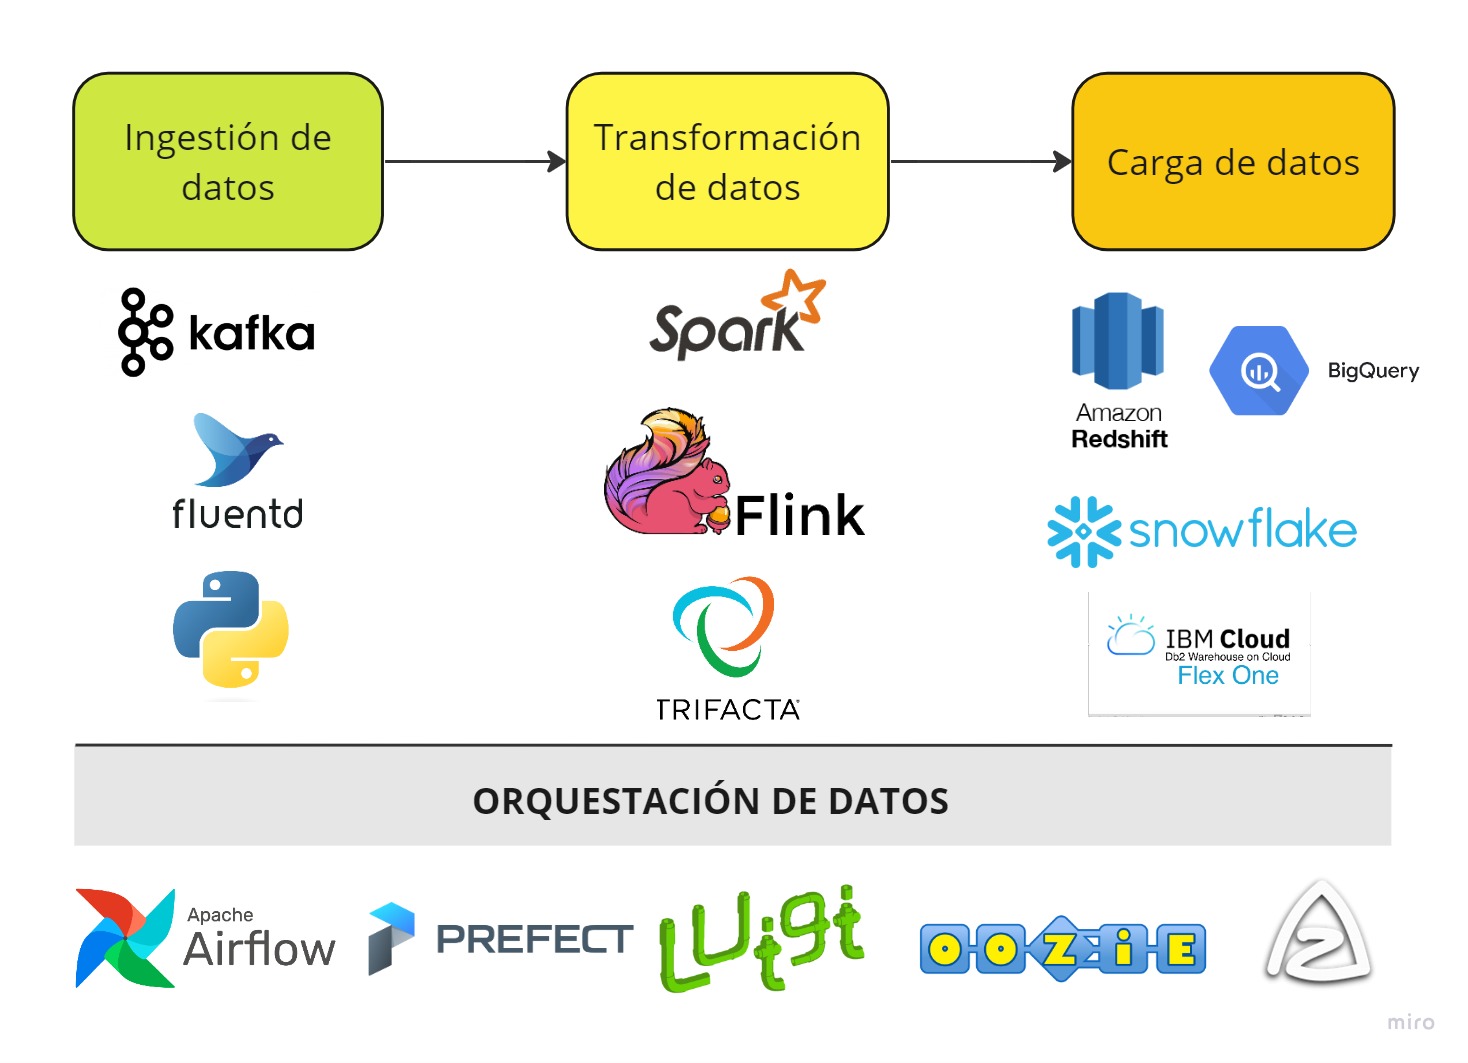 Ingestión de
datos
Transformación
de datos
Carga de datos
kafka
fluentd
Spark
Flink
TRIFACTA
Amazon
Redshift
BigQuery
snowflake
IBM Cloud
Db2 Warehouse on Cloud
Flex One
ORQUESTACIÓN DE DATOS
Apache
Airflow
PREFECT
Luigi
OOZiE
miro